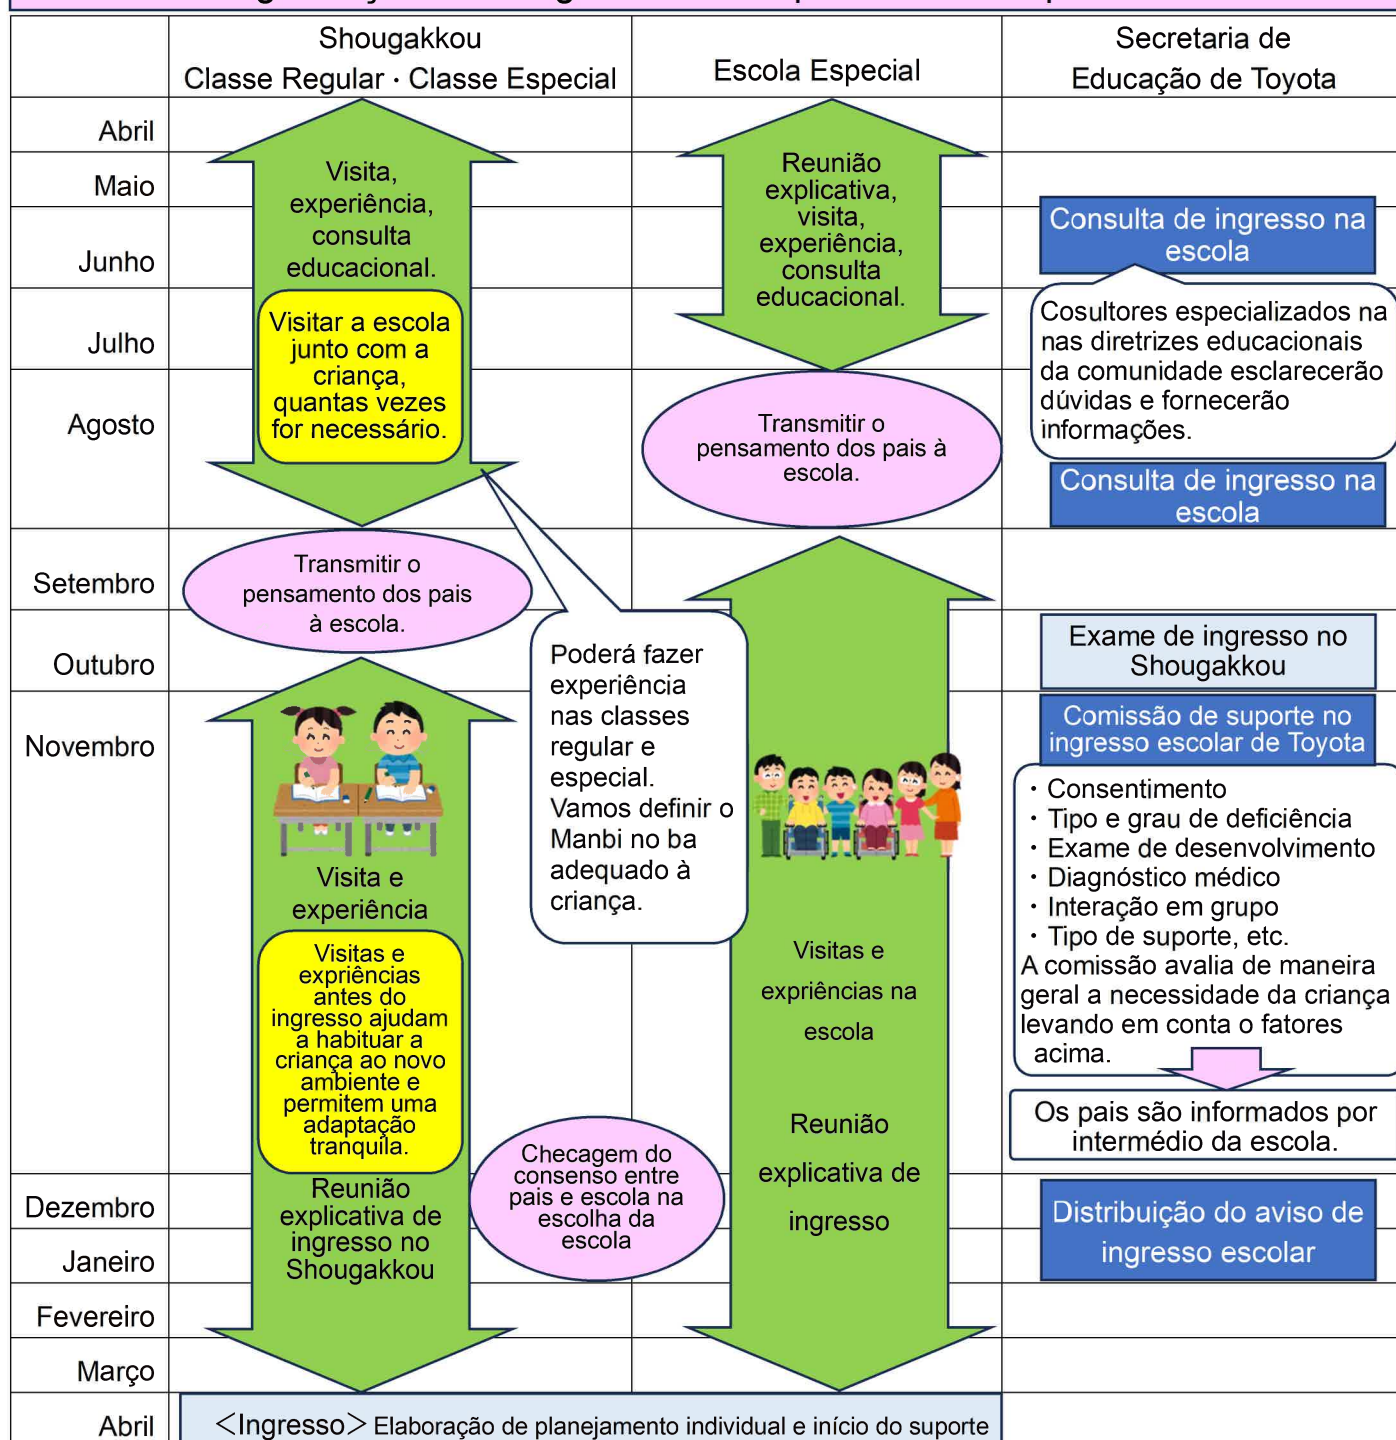 Shougakkou
Classe Regular · Classe Especial
Escola Especial
Secretaria de
Educação de Toyota
Abril
Maio
Junho
Julho
Agosto
Setembro
Outubro
Novembro
Dezembro
Janeiro
Fevereiro
Março
Abril
Visita,
experiência,
consulta
educacional.
Visitar a escola
junto com a
criança,
quantas vezes
for necessário.
Transmitir o
pensamento dos pais
à escola.
Visita e
experiência
Visitas e
expriências
antes do
ingresso ajudam
a habituar a
criança ao novo
ambiente e
permitem uma
adaptação
tranquila.
Reunião
explicativa de
ingresso no
Shougakkou
Poderá fazer
experiência
nas classes
regular e
especial.
Vamos definir o
Manbi no ba
adequado à
criança.
Checagem do
consenso entre
pais e escola na
escolha da
escola
Reunião
explicativa,
visita,
experiência,
consulta
educacional.
Transmitir o
pensamento dos pais à
escola.
Visitas e
expriências na
escola
Reunião
explicativa de
ingresso
Consulta de ingresso na
escola
Cosultores especializados na
nas diretrizes educacionais
da comunidade esclarecerão
dúvidas e fornecerão
informações.
Consulta de ingresso na
escola
Exame de ingresso no
Shougakkou
Comissão de suporte no
ingresso escolar de Toyota
・Consentimento
・Tipo e grau de deficiência
・Exame de desenvolvimento
・Diagnóstico médico
・Interação em grupo
・Tipo de suporte, etc.
A comissão avalia de maneira
geral a necessidade da criança
levando em conta o fatores
acima.
Os pais são informados por
intermédio da escola.
Distribuição do aviso de
ingresso escolar
＜Ingresso＞ Elaboração de planejamento individual e início do suporte